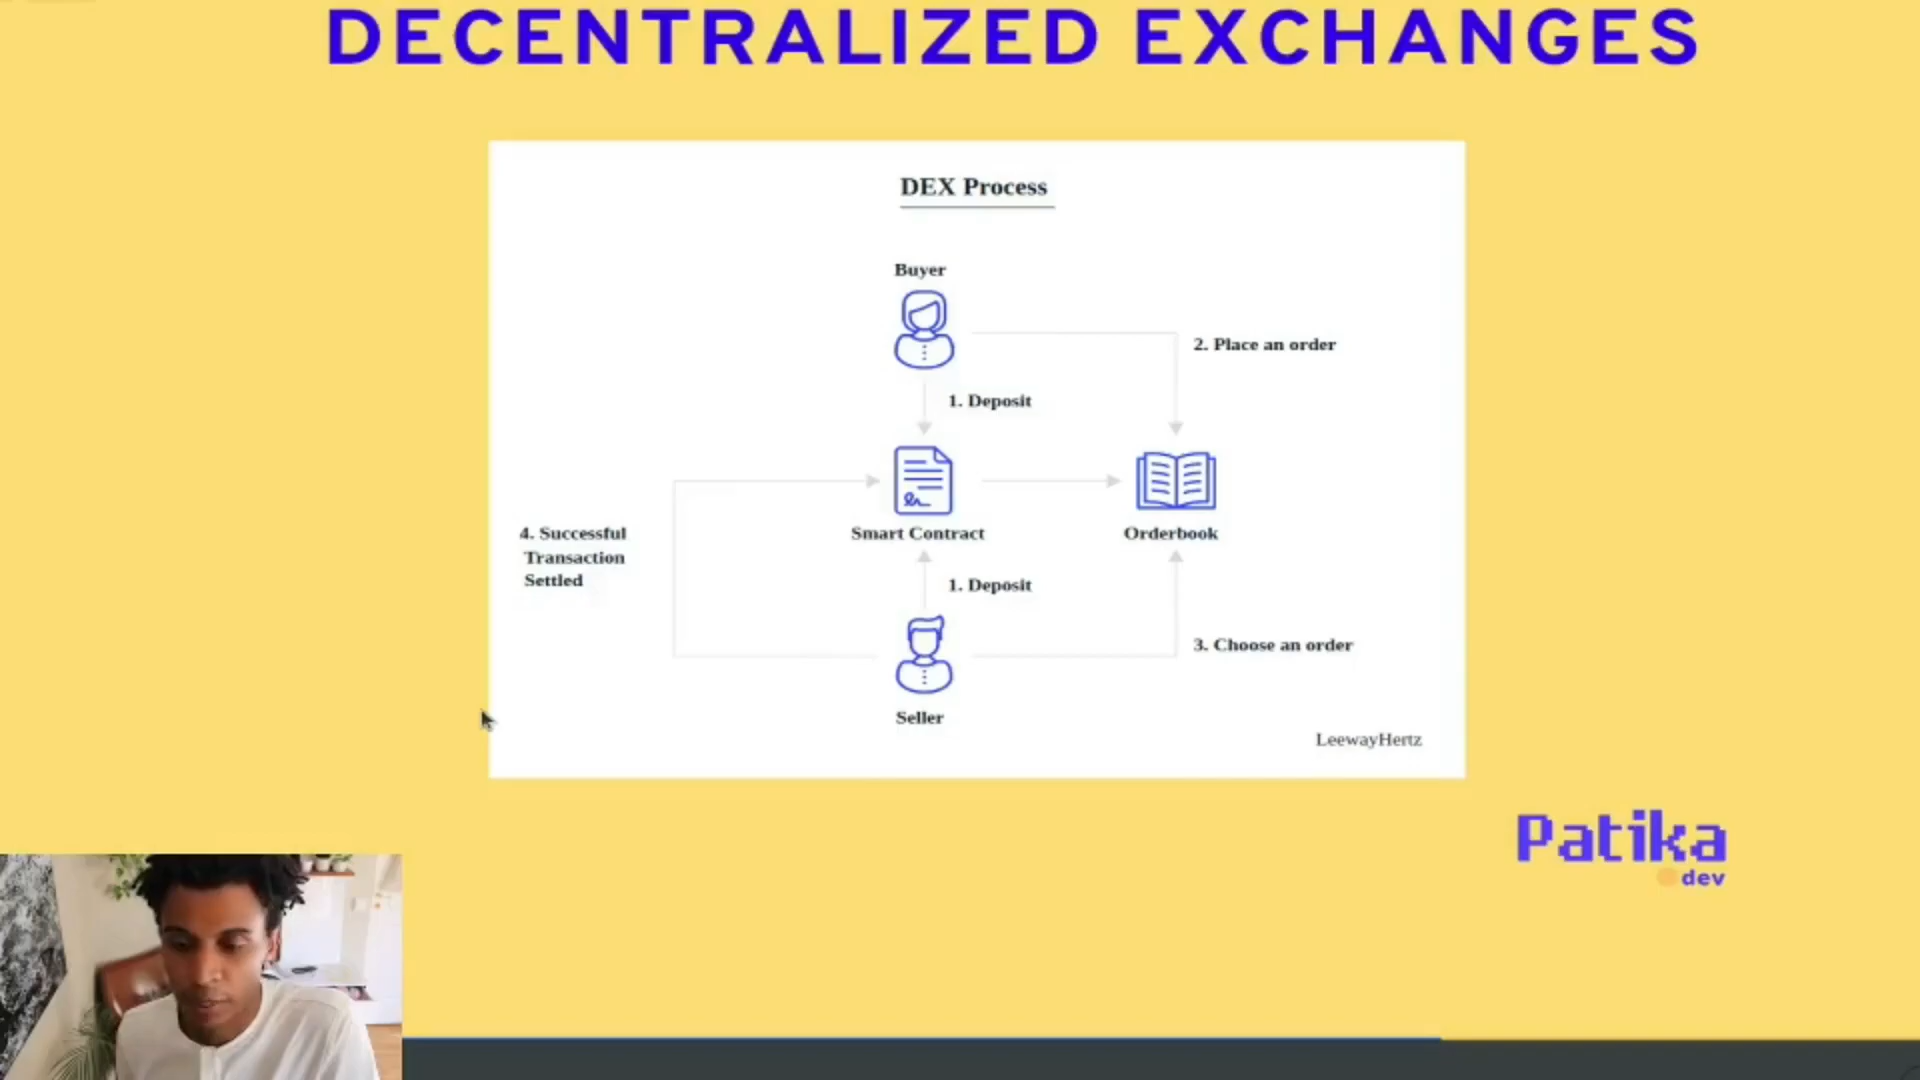 DECENTRALIZED EXCHANGES
DEX Process
Buyer
2. Place an order
1. Deposit
Smart Contract
Orderbook
4. Successful
Transaction
Settled
1. Deposit
3. Choose an order
Seller
LeewayHertz
Patika
dev